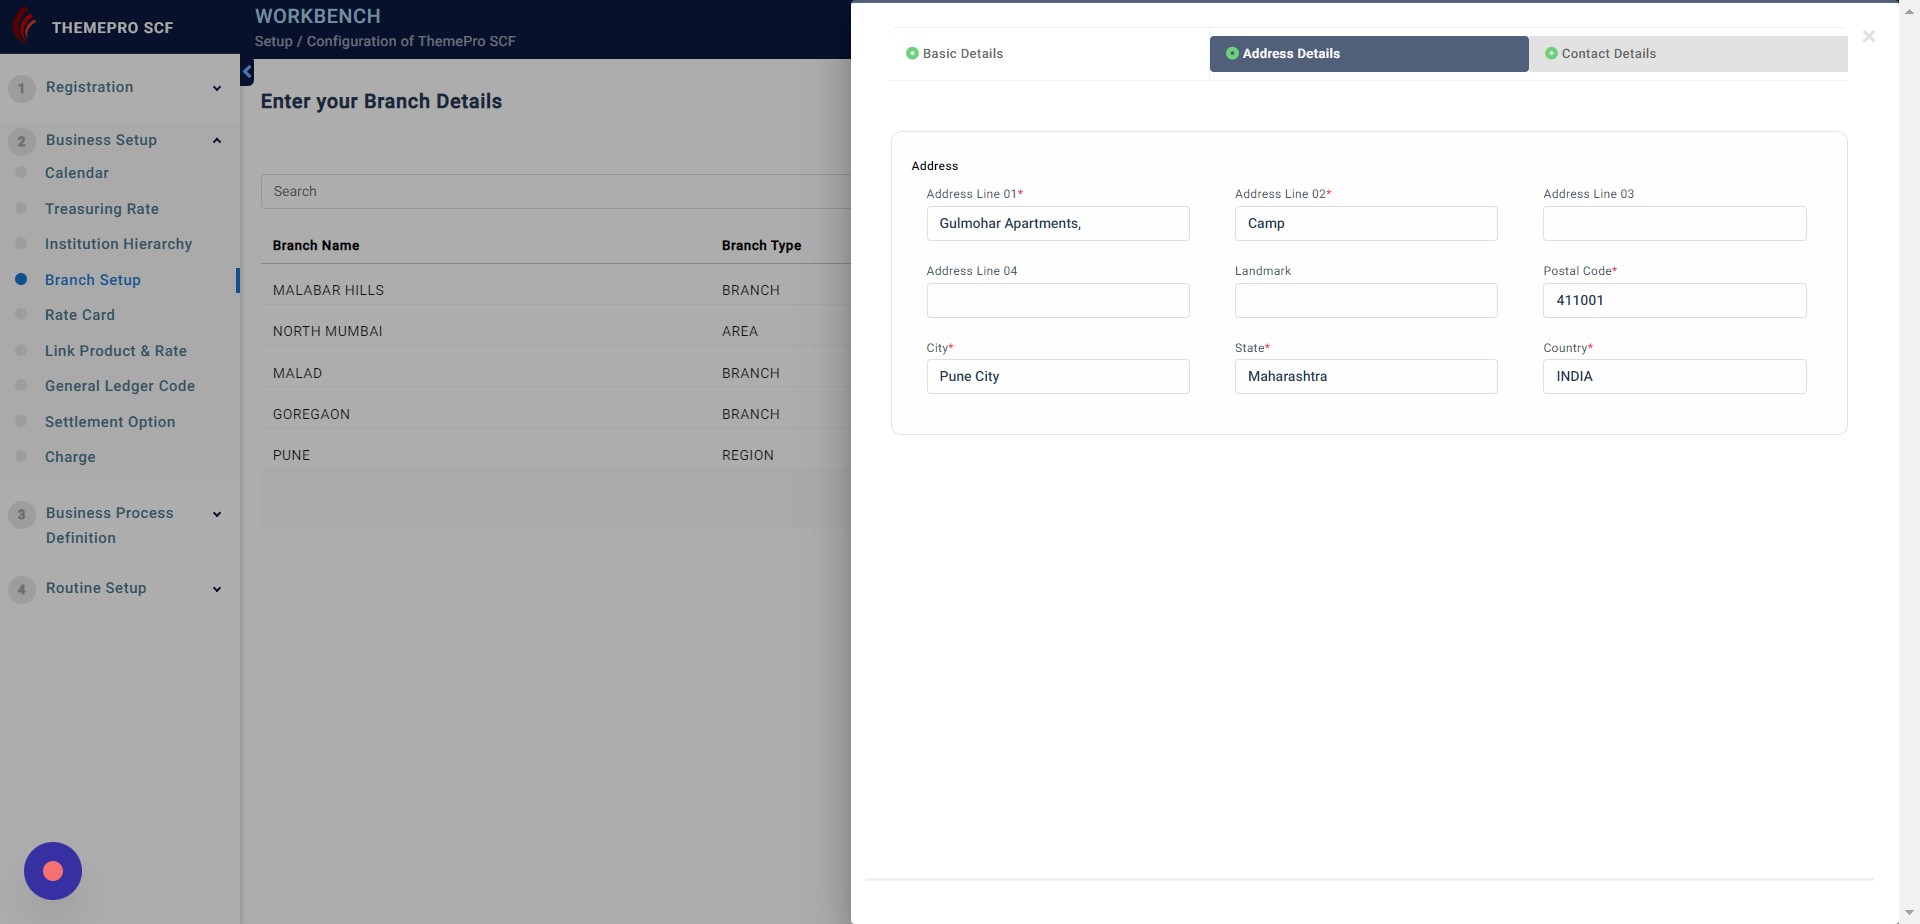 THEMEPRO SCF
WORKBENCH
Setup / Configuration of ThemePro SCF
1 Registration
2 Business Setup
Calendar
Treasuring Rate
Institution Hierarchy
Branch Setup
Rate Card
Link Product & Rate
General Ledger Code
Settlement Option
Charge
3 Business Process
Definition
4 Routine Setup
Enter your Branch Details
Search
Branch Name Branch Type
MALABAR HILLS BRANCH
NORTH MUMBAI AREA
MALAD BRANCH
GOREGAON BRANCH
PUNE REGION
Basic Details Address Details Contact Details
×
Address
Address Line 01* Address Line 02* Address Line 03
Gulmohar Apartments, Camp
Address Line 04 Landmark Postal Code*
411001
City* State* Country*
Pune City Maharashtra INDIA